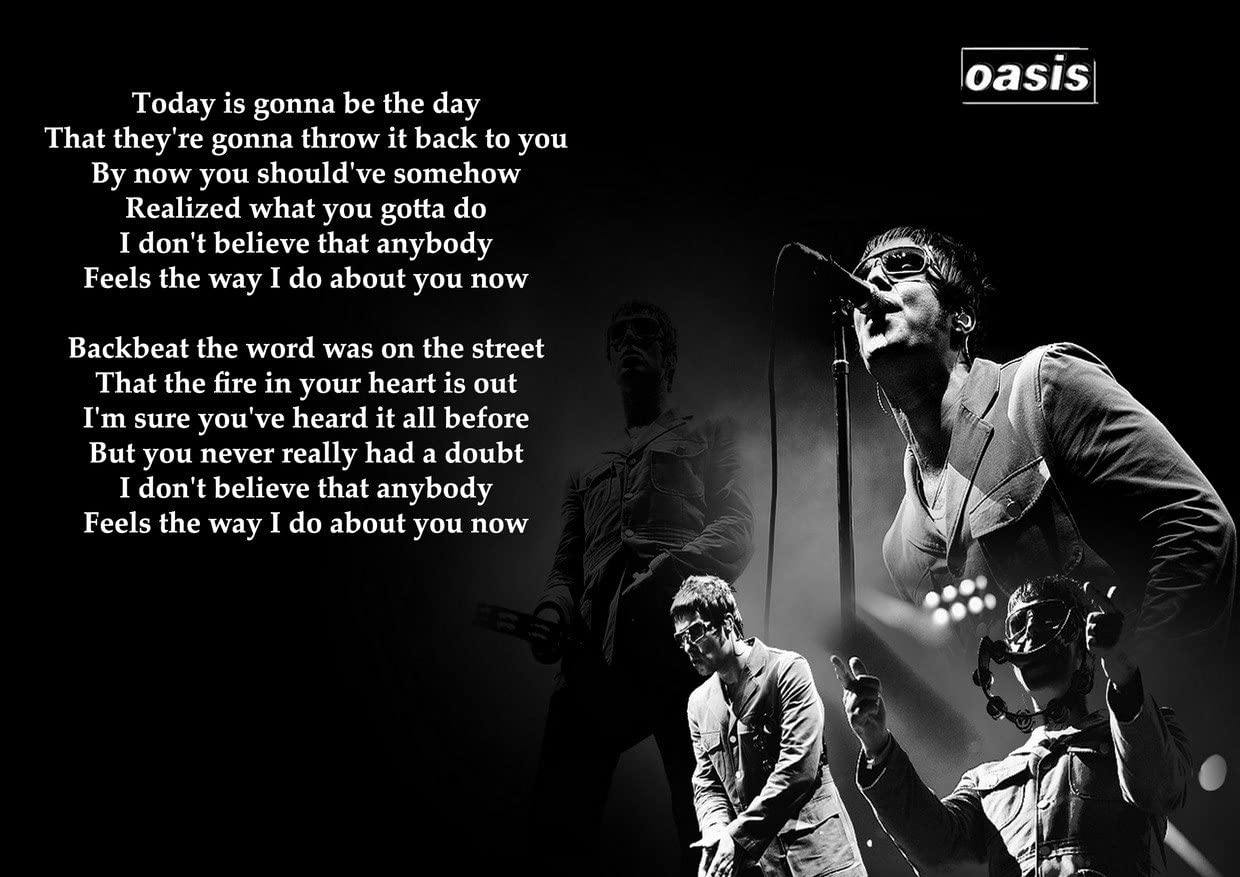 oasis
Today is gonna be the day
That they're gonna throw it back to you
By now you should've somehow
Realized what you gotta do
I don't believe that anybody
Feels the way I do about you now
Backbeat the word was on the street
That the fire in your heart is out
I'm sure you've heard it all before
But you never really had a doubt
I don't believe that anybody
Feels the way I do about you now